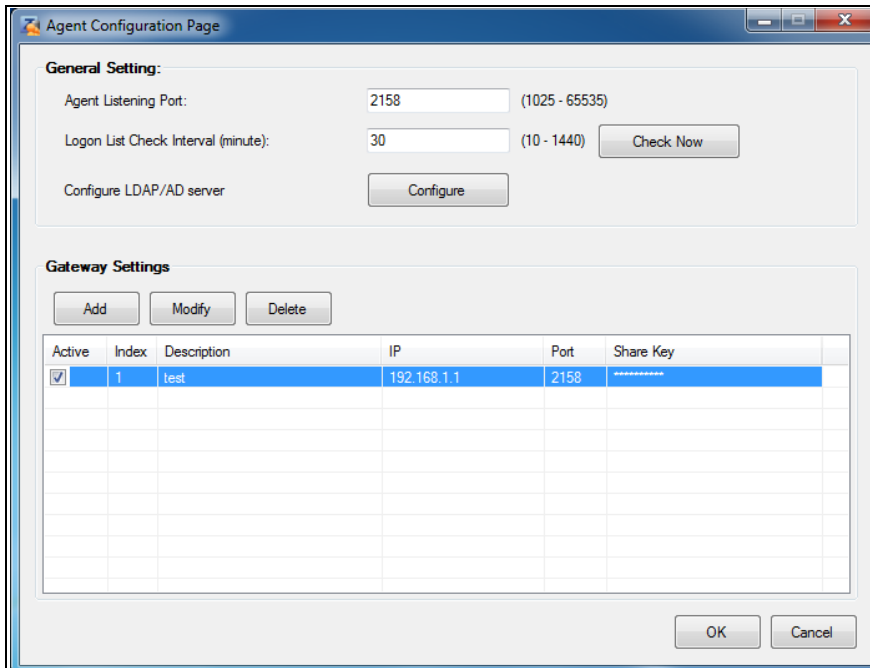 Agent Configuration Page
General Setting:
Agent Listening Port: 2158 (1025 - 65535)
Logon List Check Interval (minute): 30 (10 - 1440) Check Now
Configure LDAP/AD server Configure
Gateway Settings
Add Modify Delete
Active Index Description IP Port Share Key
1 test 192.168.1.1 2158 **********
OK Cancel